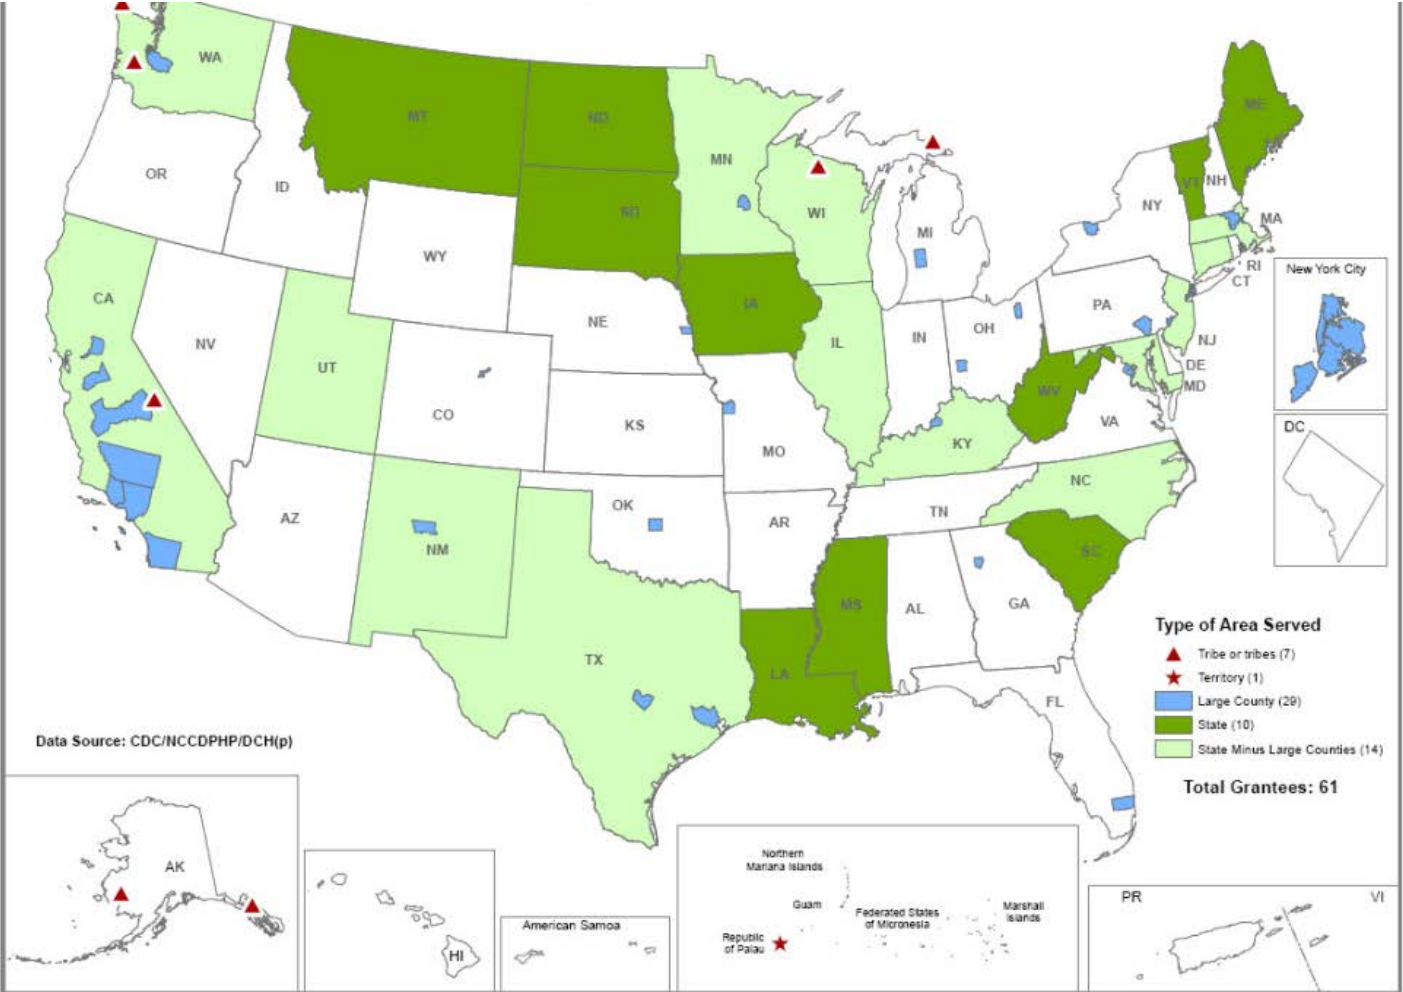 WA
MT
ND
ME
MN
OR
ID
VT
NH
SD
WI
NY
MA
MI
WY
RI
CT
New York City
CA
IA
PA
NE
OH
IN
NV
IL
NJ
UT
DE
MD
WV
CO
KS
VA
DC
KY
MO
NC
OK
TN
AZ
AR
NM
SC
MS
AL
GA
Type of Area Served
Tribe or tribes (7)
TX
LA
Territory (1)
FL
Large County (29)
State (10)
Data Source: CDC/NCCDPHP/DCH(p)
State Minus Large Counties (14)
Total Grantees: 61
AK
Northern
Mariana Islands
PR
VI
Guam
Marshall
Islands
Federated States
of Micronesia
American Samoa
Republic
of Palau
HI